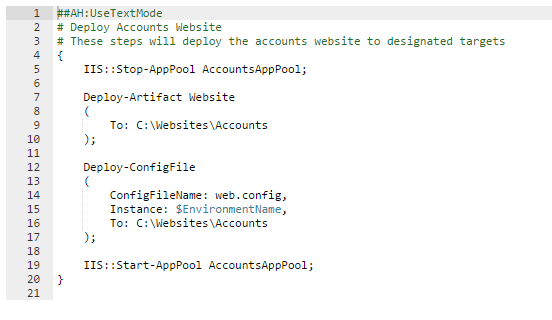 1 ##AH:UseTextMode
2 # Deploy Accounts Website
3 # These steps will deploy the accounts website to designated targets
4 {
5     IIS::Stop-AppPool AccountsAppPool;
6
7     Deploy-Artifact Website
8     (
9         To: C:\Websites\Accounts
10     );
11
12     Deploy-ConfigFile
13     (
14         ConfigFileName: web.config,
15         Instance: $EnvironmentName,
16         To: C:\Websites\Accounts
17     );
18
19     IIS::Start-AppPool AccountsAppPool;
20 }
21